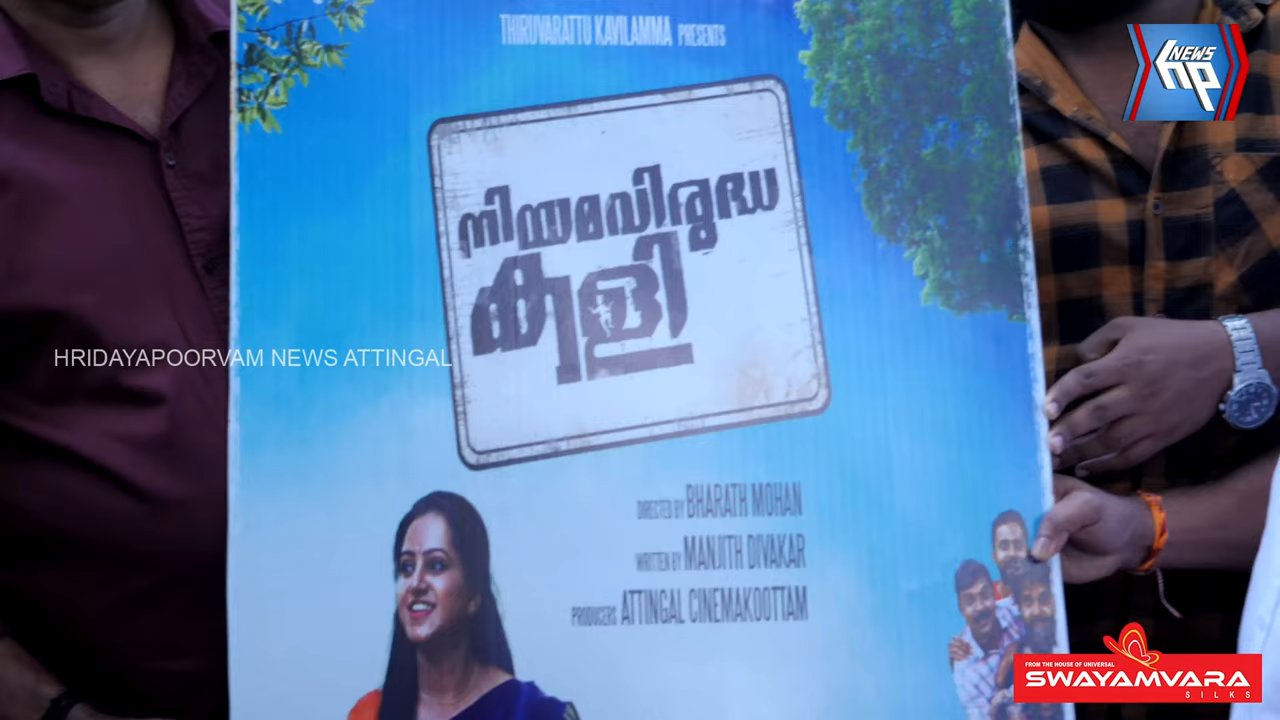 THIRUVARATTU KAVILAMMA PRESENTS
NEWS
hp
നിയമവിരുദ്ധ
കളി
HRIDAYAPOORVAM NEWS ATTINGAL
DIRECTED BY BHARATH MOHAN
WRITTEN BY MANJITH DIVAKAR
PRODUCERS ATTINGAL CINEMAKOOTTAM
FROM THE HOUSE OF UNIVERSAL
SWAYAMVARA
SILKS